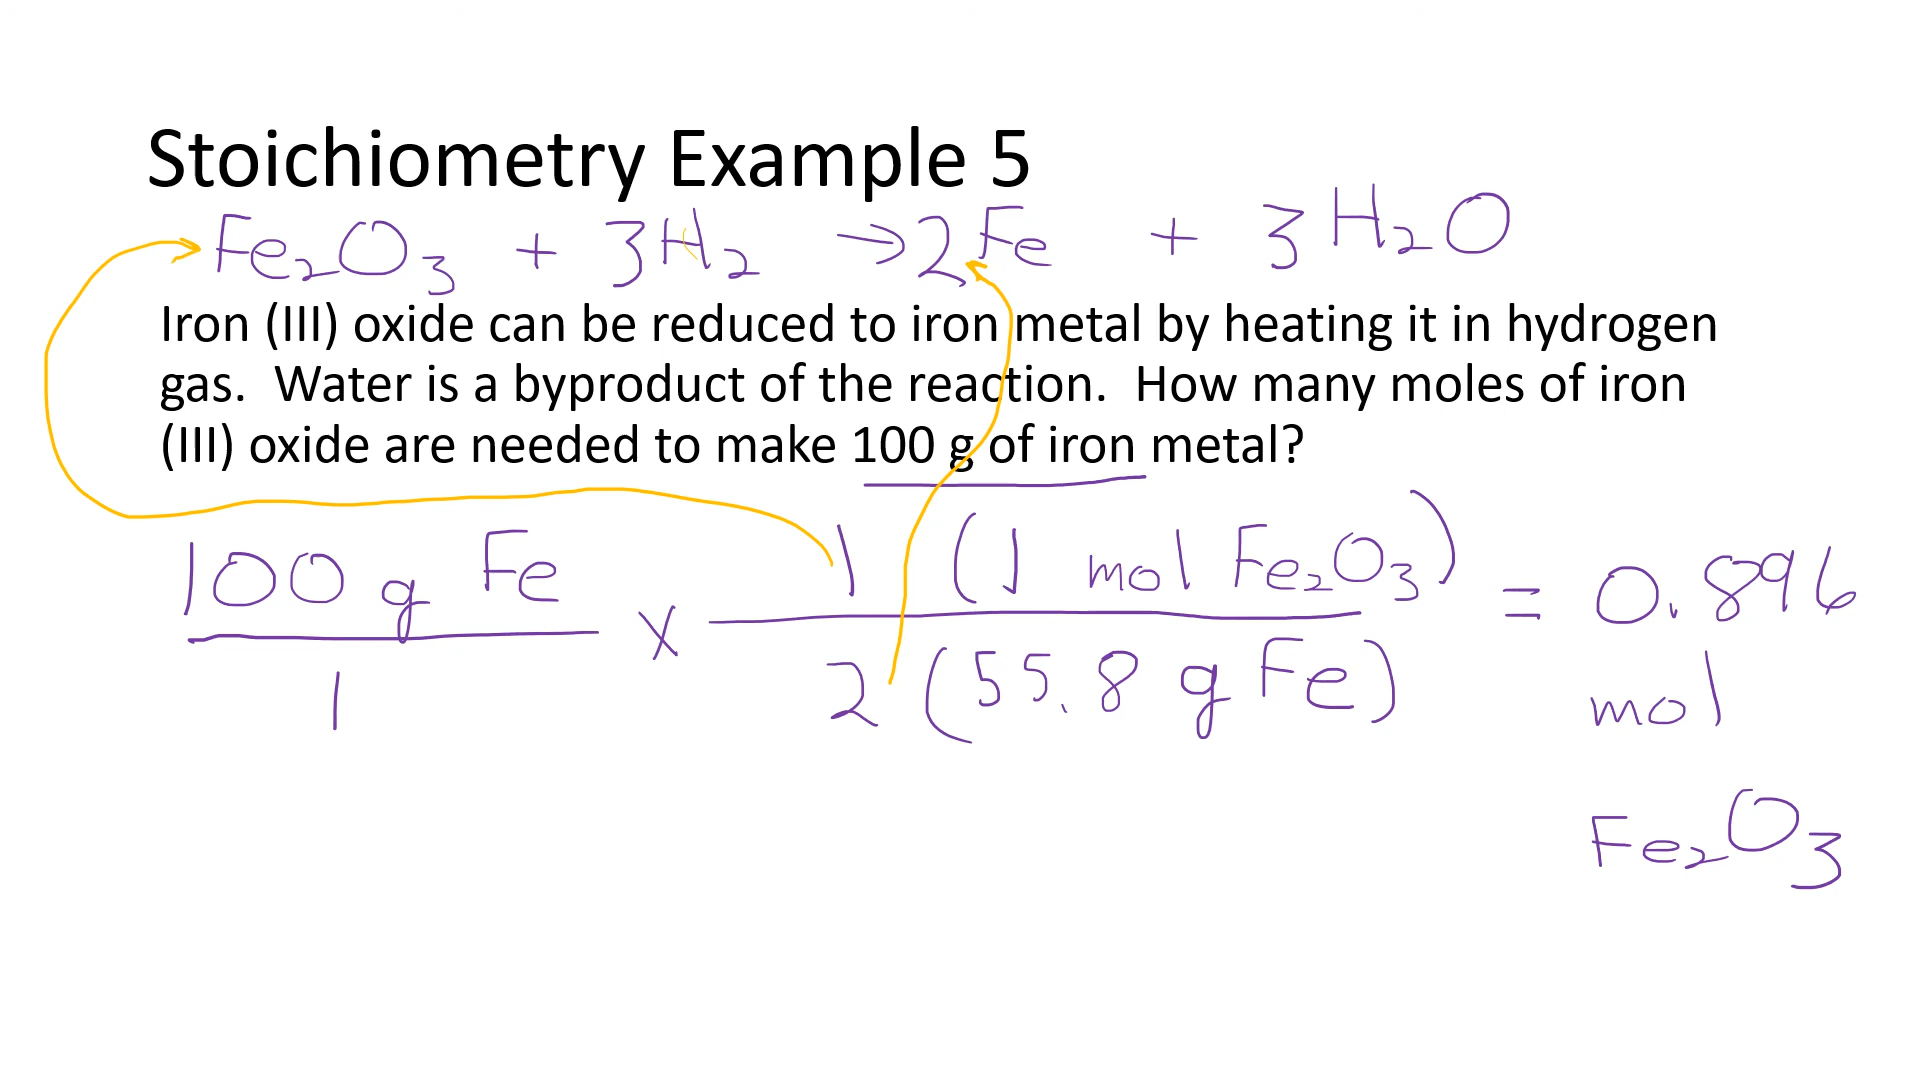 Stoichiometry Example 5
Fe₂O₃ + 3H₂ → 2Fe + 3H₂O
Iron (III) oxide can be reduced to iron metal by heating it in hydrogen
gas. Water is a byproduct of the reaction. How many moles of iron
(III) oxide are needed to make 100 g of iron metal?
100 g Fe
1
x
1 (1 mol Fe₂O₃)
2 (55.8 g Fe)
= 0.896
mol
Fe₂O₃